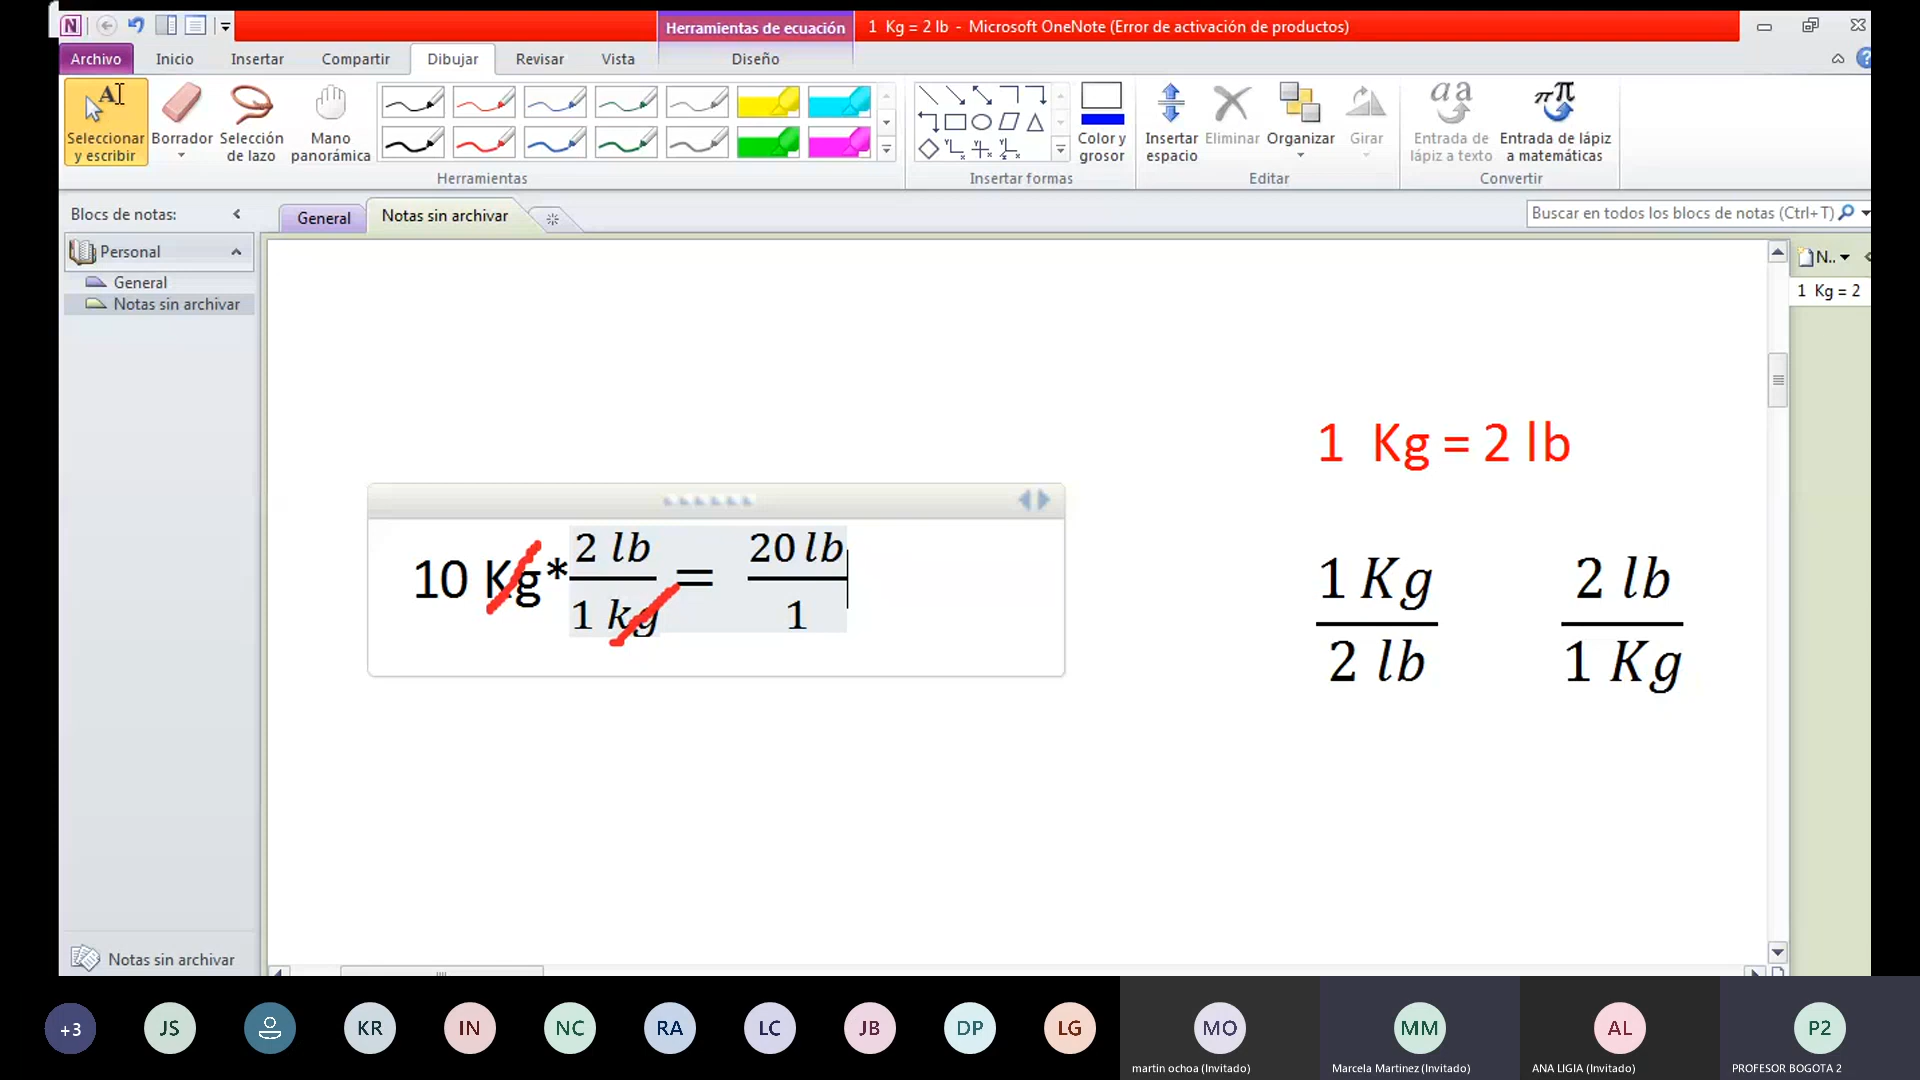 Herramientas de ecuación
1 Kg = 2 lb - Microsoft OneNote (Error de activación de productos)
Archivo Inicio Insertar Compartir Dibujar Revisar Vista Diseño
Seleccionar y escribir
Borrador
Selección de lazo
Mano panorámica
Color y grosor
Insertar espacio
Eliminar
Organizar
Girar
Entrada de lápiz a texto
Entrada de lápiz a matemáticas
Herramientas
Insertar formas
Editar
Convertir
Blocs de notas:
General
Notas sin archivar
Buscar en todos los blocs de notas (Ctrl+T)
Personal
General
Notas sin archivar
N..
1 Kg = 2
1 Kg = 2 lb
10 Kg* 2 lb / 1 kg = 20 lb / 1
1 Kg / 2 lb
2 lb / 1 Kg
Notas sin archivar
+3 JS KR IN NC RA LC JB DP LG MO MM AL P2
martin ochoa (Invitado)
Marcela Martinez (Invitado)
ANA LIGIA (Invitado)
PROFESOR BOGOTA 2